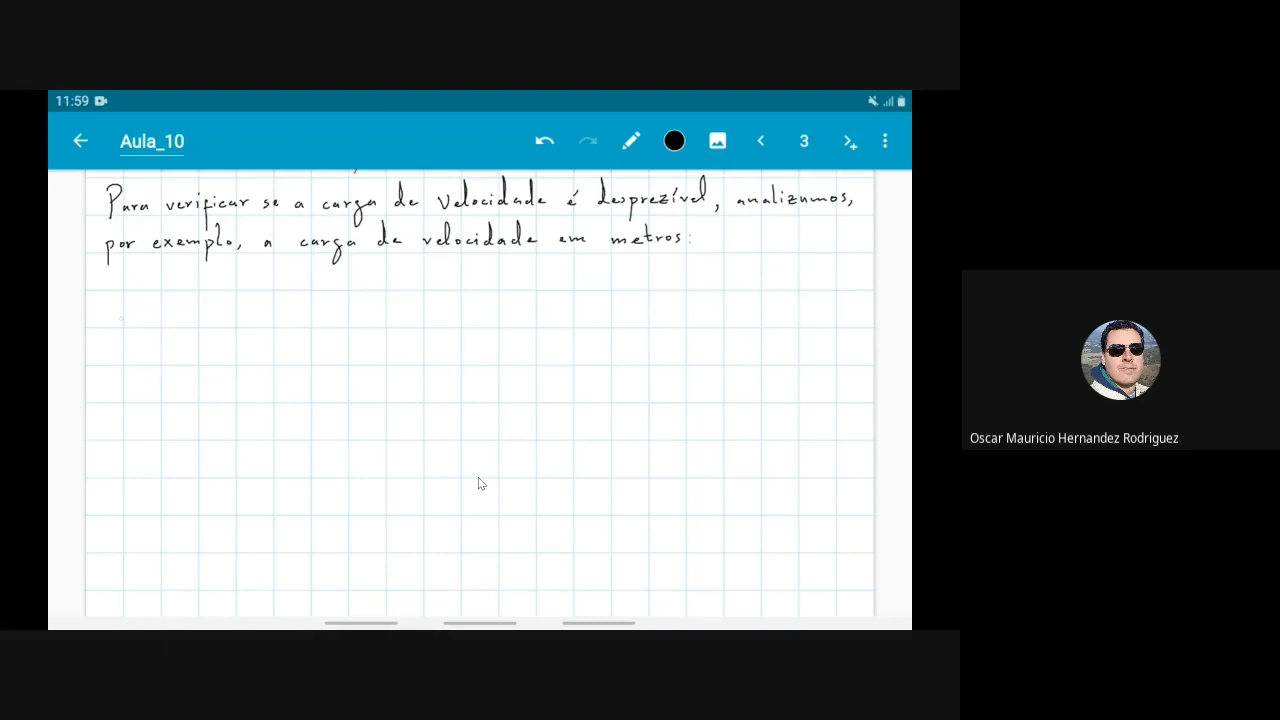 11:59
Aula_10
3
Para verificar se a carga de velocidade é desprezível, analizamos,
por exemplo, a carga de velocidade em metros:
Oscar Mauricio Hernandez Rodriguez